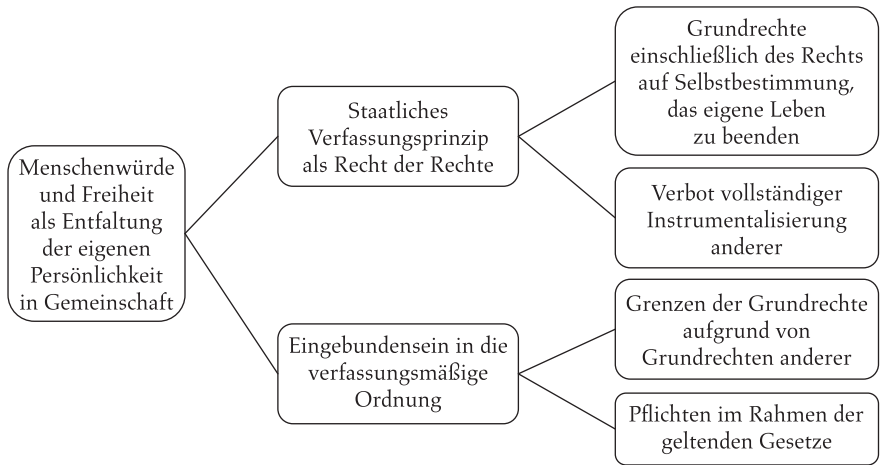 Menschenwürde
und Freiheit
als Entfaltung
der eigenen
Persönlichkeit
in Gemeinschaft
Staatliches
Verfassungsprinzip
als Recht der Rechte
Grundrechte
einschließlich des Rechts
auf Selbstbestimmung,
das eigene Leben
zu beenden
Verbot vollständiger
Instrumentalisierung
anderer
Eingebundensein in die
verfassungsmäßige
Ordnung
Grenzen der Grundrechte
aufgrund von
Grundrechten anderer
Pflichten im Rahmen der
geltenden Gesetze